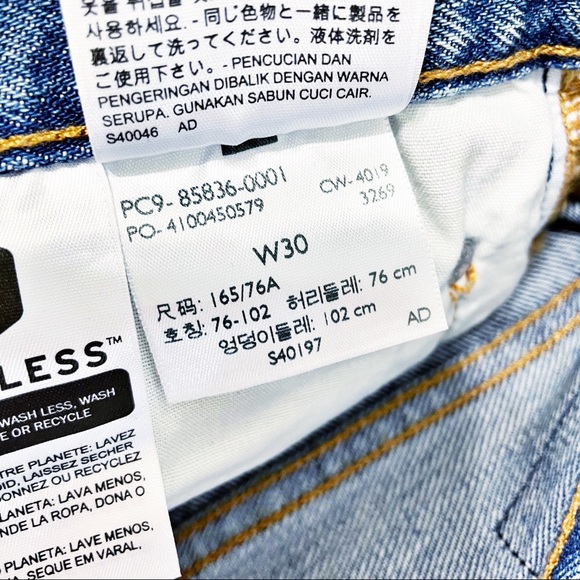 사용하세요. - 同じ色物と一緒に製品を
裏返して洗ってください。液体洗剤を
ご使用下さい。 - PENCUCIAN DAN
PENGERINGAN DIBALIK DENGAN WARNA
SERUPA. GUNAKAN SABUN CUCI CAIR.
S40046 AD
PC9- 85836-0001
CW- 4019
PO- 4100450579
3269
W30
尺码: 165/76A
호칭: 76-102 허리둘레: 76 cm
엉덩이둘레: 102 cm
S40197
AD
LESS™
WASH LESS, WASH
E OR RECYCLE
TRE PLANETE: LAVEZ
OID, LAISSEZ SECHER
DONNEZ OU RECYCLEZ
PLANETA: LAVA MENOS,
NDE LA ROPA, DONA O
PLANETA: LAVE MENOS,
A, SEQUE EM VARAL,